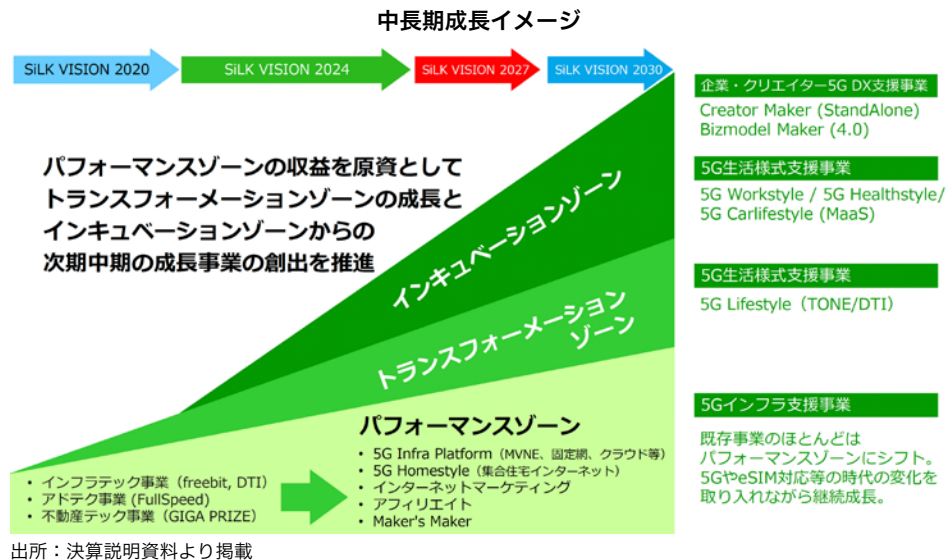 中長期成長イメージ
SiLK VISION 2020
SiLK VISION 2024
SiLK VISION 2027
SiLK VISION 2030
パフォーマンスゾーンの収益を原資として
トランスフォーメーションゾーンの成長と
インキュベーションゾーンからの
次期中期の成長事業の創出を推進
インキュベーションゾーン
トランスフォーメーション
ゾーン
パフォーマンスゾーン
• 5G Infra Platform（MVNE、固定網、クラウド等）
• 5G Homestyle（集合住宅インターネット）
• インターネットマーケティング
• アフィリエイト
• Maker's Maker
• インフラテック事業（freebit, DTI）
• アドテク事業 (FullSpeed)
• 不動産テック事業（GIGA PRIZE）
企業・クリエイター5G DX支援事業
Creator Maker (StandAlone)
Bizmodel Maker (4.0)
5G生活様式支援事業
5G Workstyle / 5G Healthstyle/
5G Carlifestyle (MaaS)
5G生活様式支援事業
5G Lifestyle（TONE/DTI）
5Gインフラ支援事業
既存事業のほとんどは
パフォーマンスゾーンにシフト。
5GやeSIM対応等の時代の変化を
取り入れながら継続成長。
出所：決算説明資料より掲載